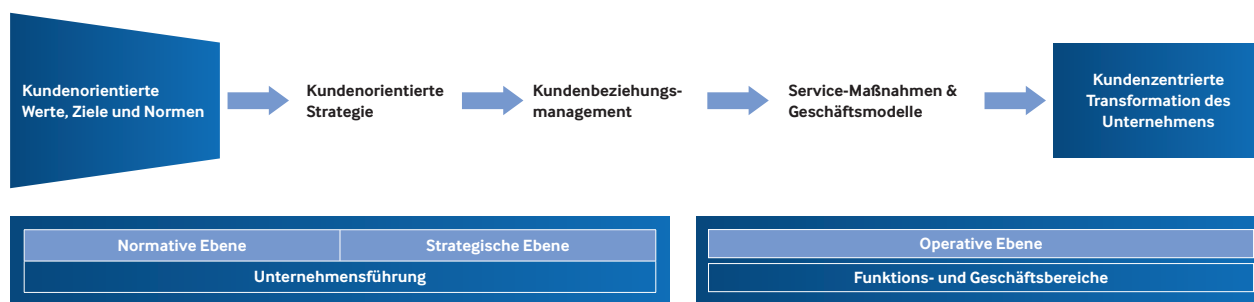 Kundenorientierte
Werte, Ziele und Normen
Kundenorientierte
Strategie
Kundenbeziehungs-
management
Service-Maßnahmen &
Geschäftsmodelle
Kundenzentrierte
Transformation des
Unternehmens
Normative Ebene
Strategische Ebene
Unternehmensführung
Operative Ebene
Funktions- und Geschäftsbereiche